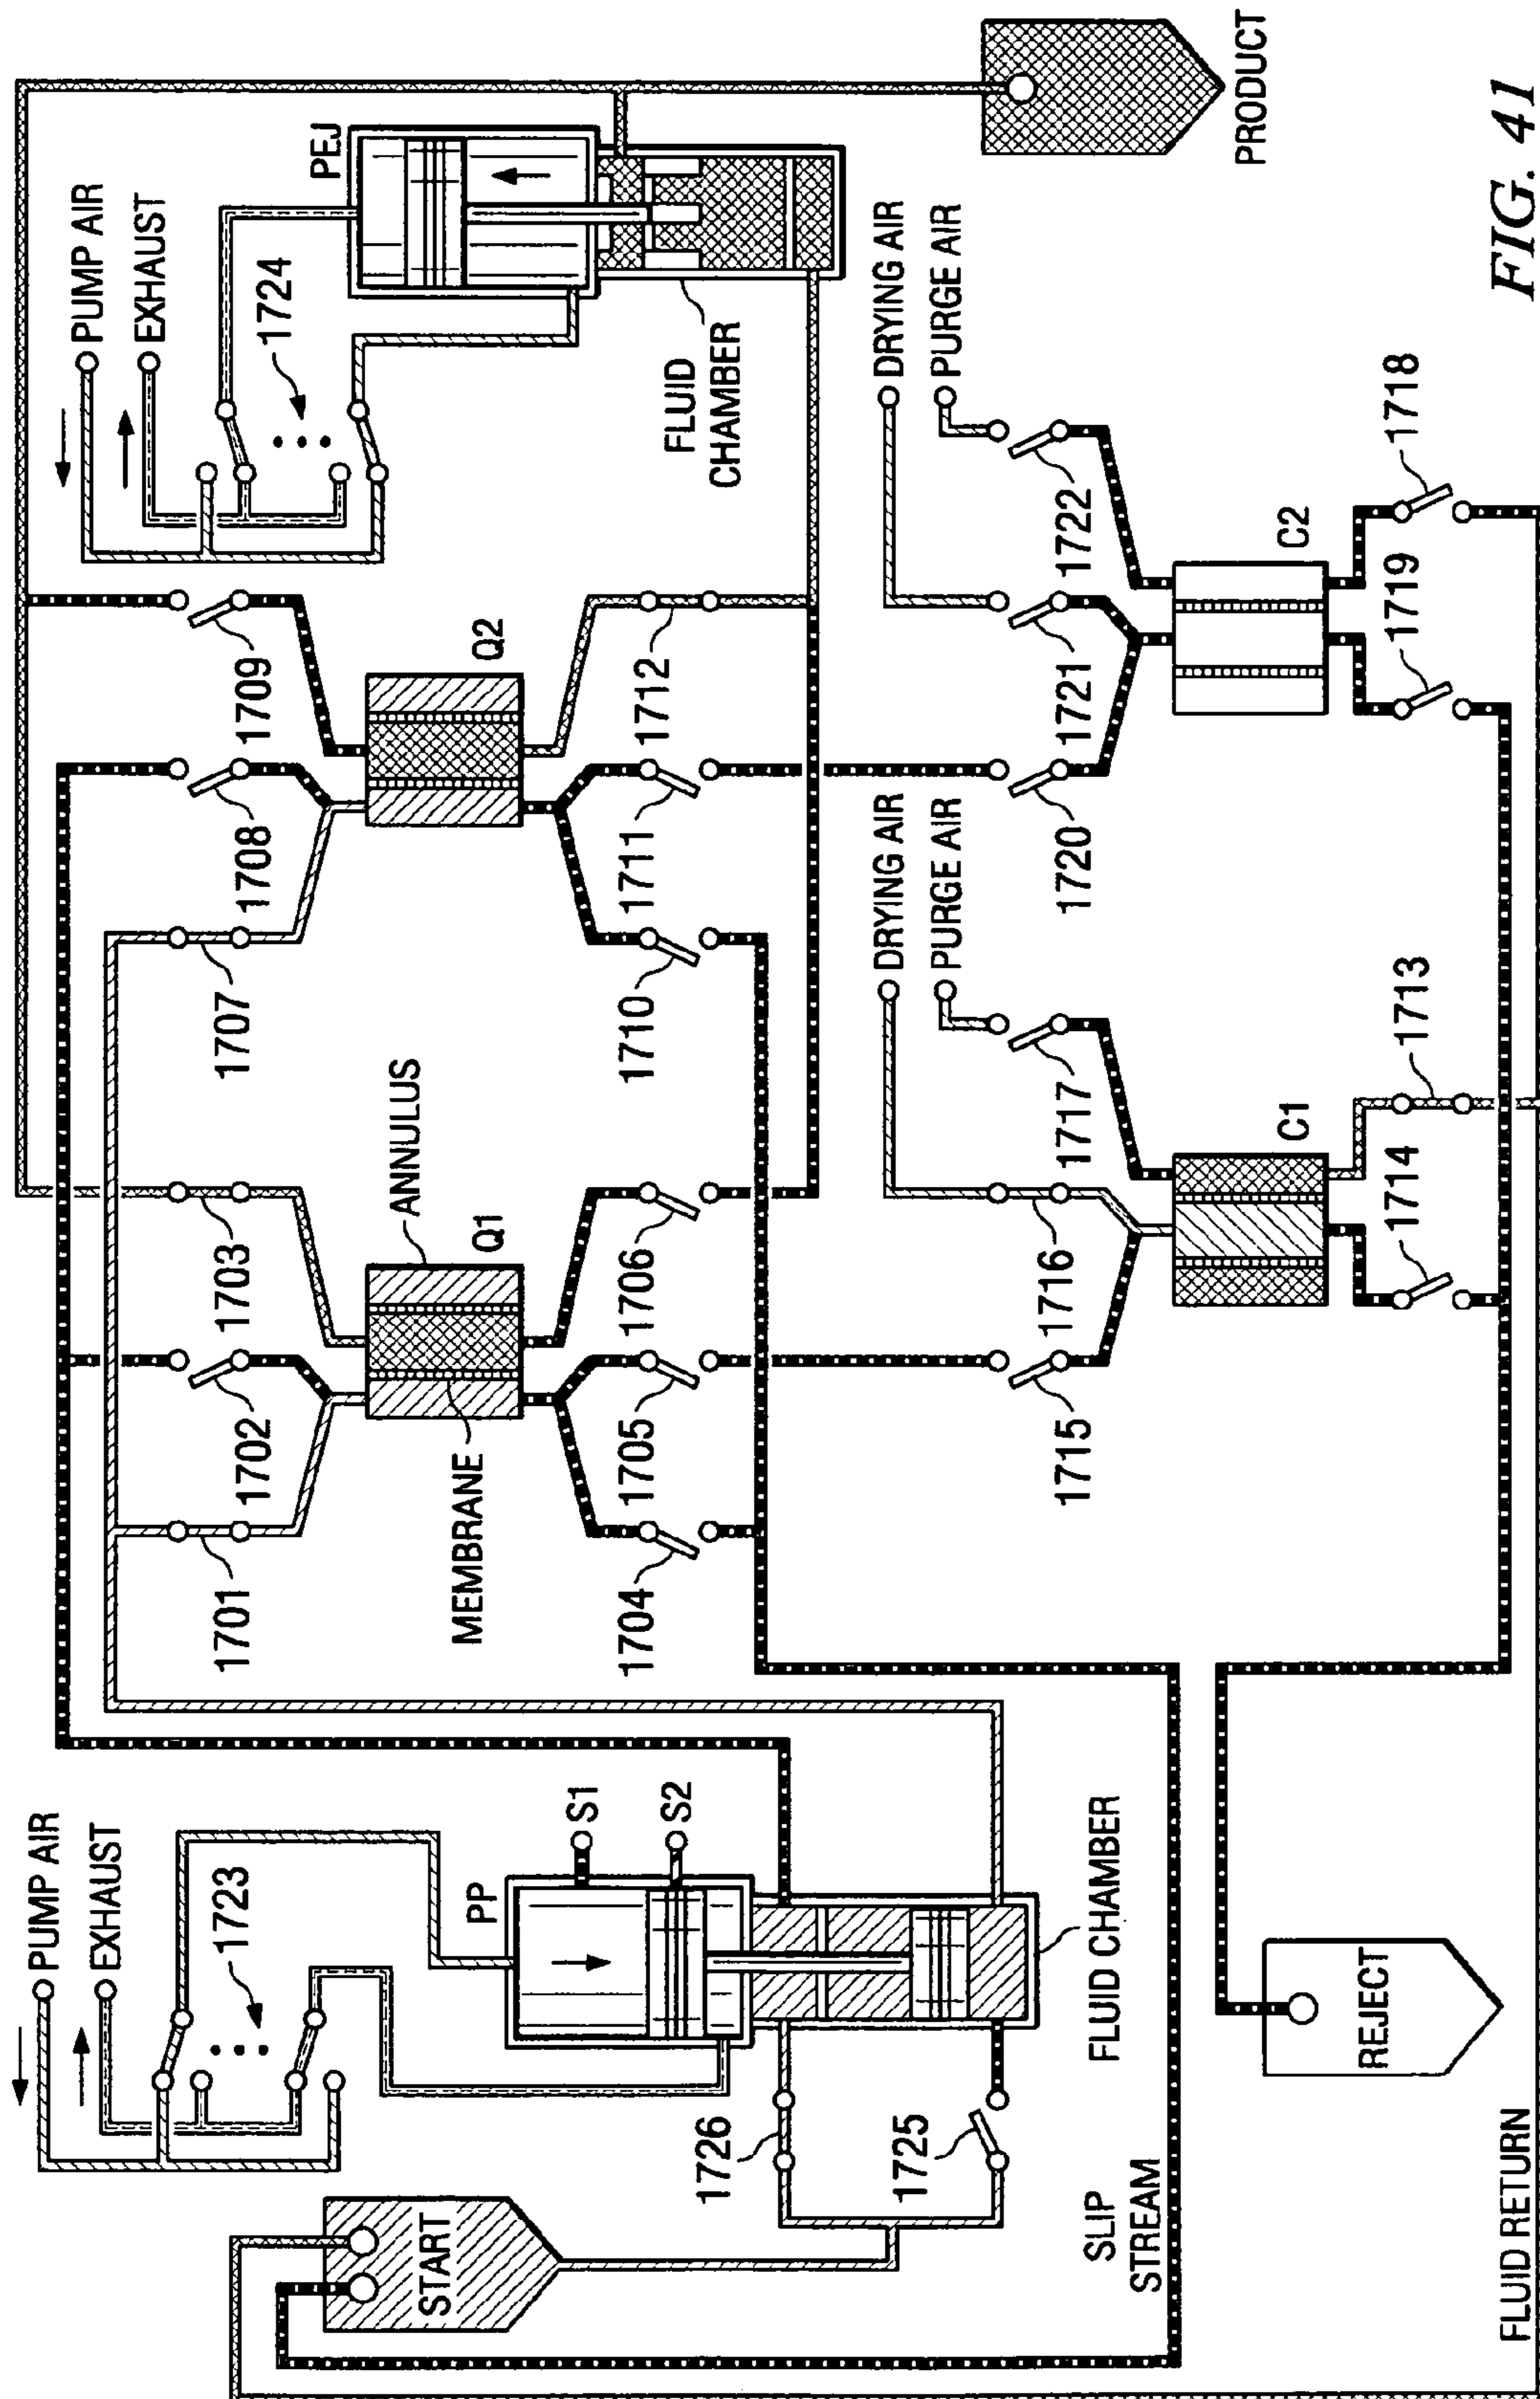 PUMP AIR
EXHAUST
1723
START
PP
S1
S2
1726
1725
FLUID CHAMBER
SLIP
STREAM
REJECT
FLUID RETURN
1701
1702
1703
MEMBRANE
ANNULUS
Q1
1704
1705
1706
1707
1708
1709
Q2
1710
1711
1712
PUMP AIR
EXHAUST
1724
PEJ
FLUID
CHAMBER
DRYING AIR
PURGE AIR
1715
1716
1717
C1
1714
1713
DRYING AIR
PURGE AIR
1720
1721
1722
C2
1719
1718
PRODUCT
FIG. 41